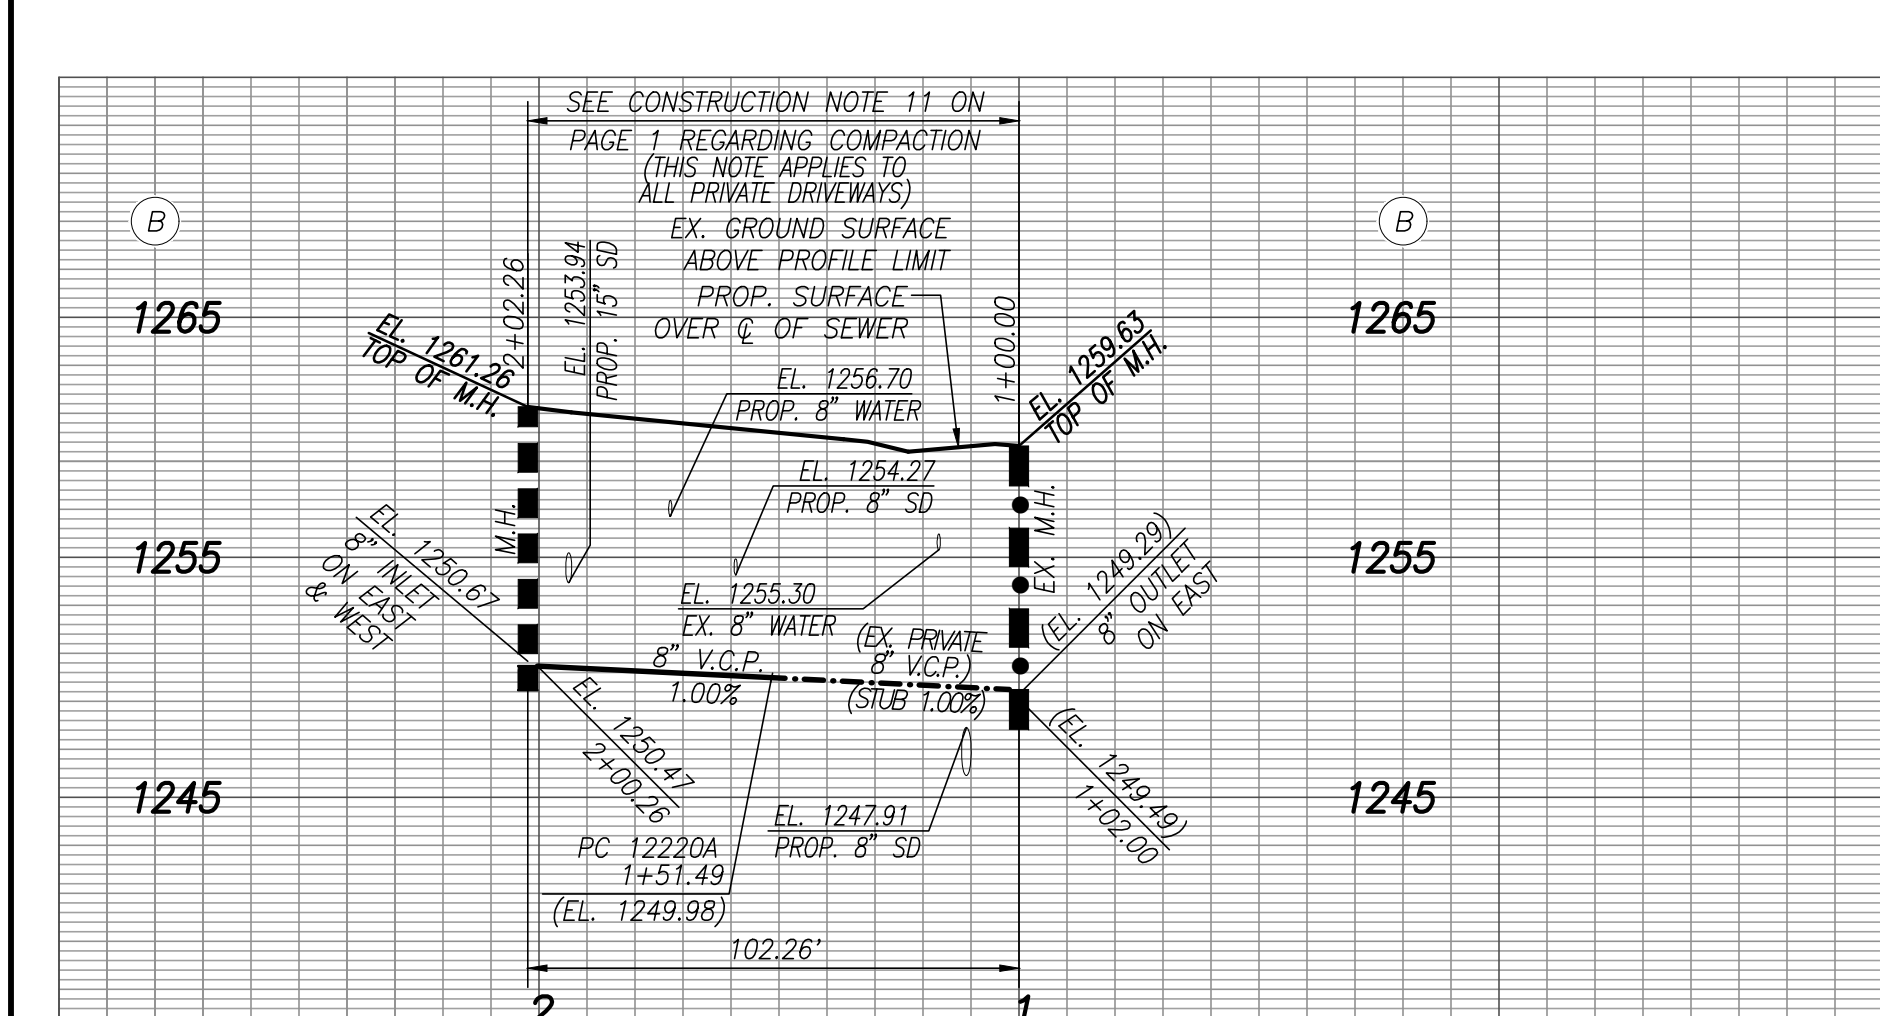 SEE CONSTRUCTION NOTE 11 ON
PAGE 1 REGARDING COMPACTION
(THIS NOTE APPLIES TO
ALL PRIVATE DRIVEWAYS)
B
B
EX. GROUND SURFACE
ABOVE PROFILE LIMIT
PROP. SURFACE
OVER ℄ OF SEWER
1265
1265
2+02.26
EL. 1253.94
PROP. 15" SD
1+00.00
EL. 1261.26
TOP OF M.H.
EL. 1259.63
TOP OF M.H.
EL. 1256.70
PROP. 8" WATER
EL. 1254.27
PROP. 8" SD
M.H.
EX. M.H.
1255
1255
EL. 1250.67
8" INLET
ON EAST
& WEST
(EL. 1249.29)
8" OUTLET
ON EAST
EL. 1255.30
EX. 8" WATER
8" V.C.P.
1.00%
(EX. PRIVATE
8" V.C.P.)
(STUB 1.00%)
EL. 1250.47
2+00.26
(EL. 1249.49)
1+02.00
1245
1245
EL. 1247.91
PROP. 8" SD
PC 12220A
1+51.49
(EL. 1249.98)
102.26'
2
1